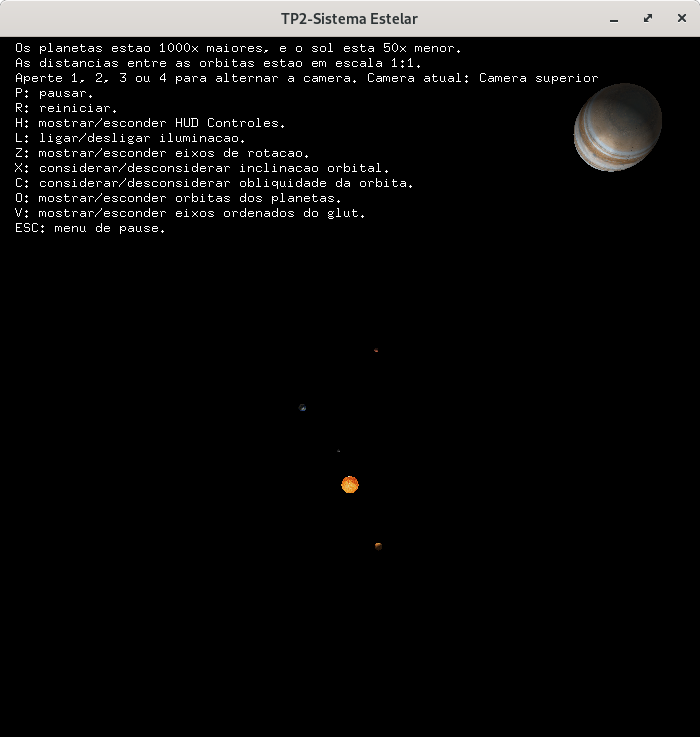 TP2-Sistema Estelar
Os planetas estao 1000x maiores, e o sol esta 50x menor.
As distancias entre as orbitas estao em escala 1:1.
Aperte 1, 2, 3 ou 4 para alternar a camera. Camera atual: Camera superior
P: pausar.
R: reiniciar.
H: mostrar/esconder HUD Controles.
L: ligar/desligar iluminacao.
Z: mostrar/esconder eixos de rotacao.
X: considerar/desconsiderar inclinacao orbital.
C: considerar/desconsiderar obliquidade da orbita.
O: mostrar/esconder orbitas dos planetas.
V: mostrar/esconder eixos ordenados do glut.
ESC: menu de pause.